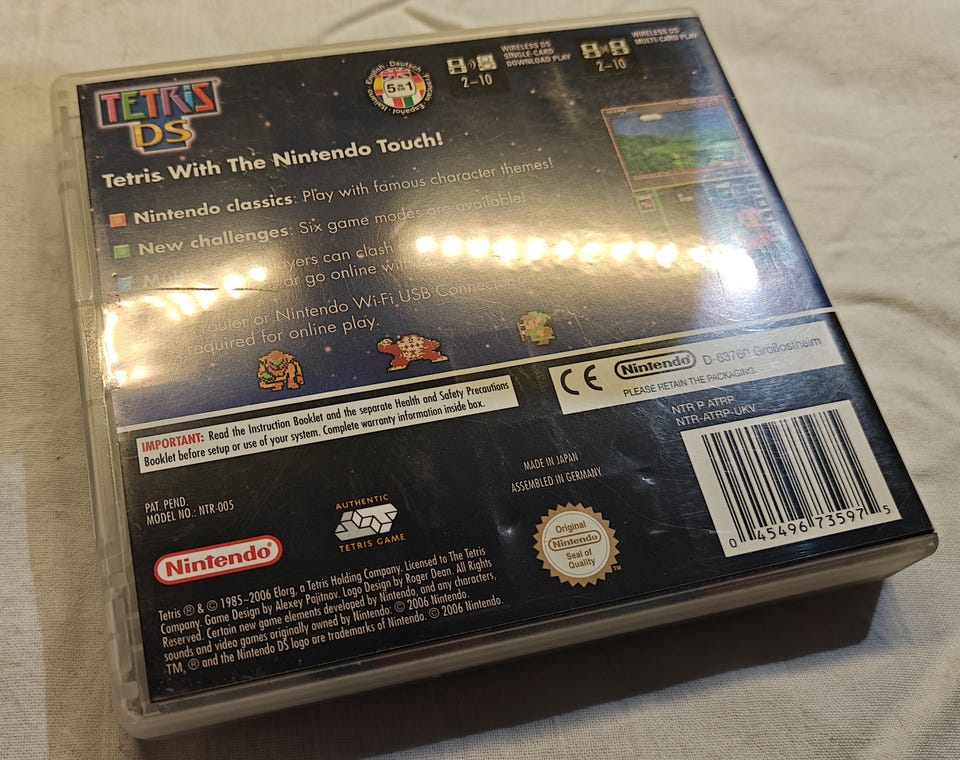 TETRiS
DS
English · Deutsch · Français · Español · Italiano
5 in 1
2–10
WIRELESS DS
SINGLE-CARD
DOWNLOAD PLAY
2–10
WIRELESS DS
MULTI-CARD PLAY
Tetris With The Nintendo Touch!
Nintendo classics: Play with famous character themes!
New challenges: Six game modes are available!
can clash
or go online
or Nintendo Wi-Fi USB
required for online play.
IMPORTANT: Read the Instruction Booklet and the separate Health and Safety Precautions
Booklet before setup or use of your system. Complete warranty information inside box.
CE
Nintendo
D-63760 Großostheim
PLEASE RETAIN THE PACKAGING.
NTR P ATRP
NTR-ATRP-UKV
0 45496 73597 5
PAT. PEND.
MODEL NO.: NTR-005
AUTHENTIC
TETRIS GAME
MADE IN JAPAN
ASSEMBLED IN GERMANY
Original
Nintendo
Seal of
Quality
TM
Nintendo
Tetris ® & © 1985–2006 Elorg, a Tetris Holding Company. Licensed to The Tetris
Company. Game Design by Alexey Pajitnov. Logo Design by Roger Dean. All Rights
Reserved. Certain new game elements developed by Nintendo, and any characters,
sounds and video games originally owned by Nintendo: © 2006 Nintendo.
TM, ® and the Nintendo DS logo are trademarks of Nintendo. © 2006 Nintendo.